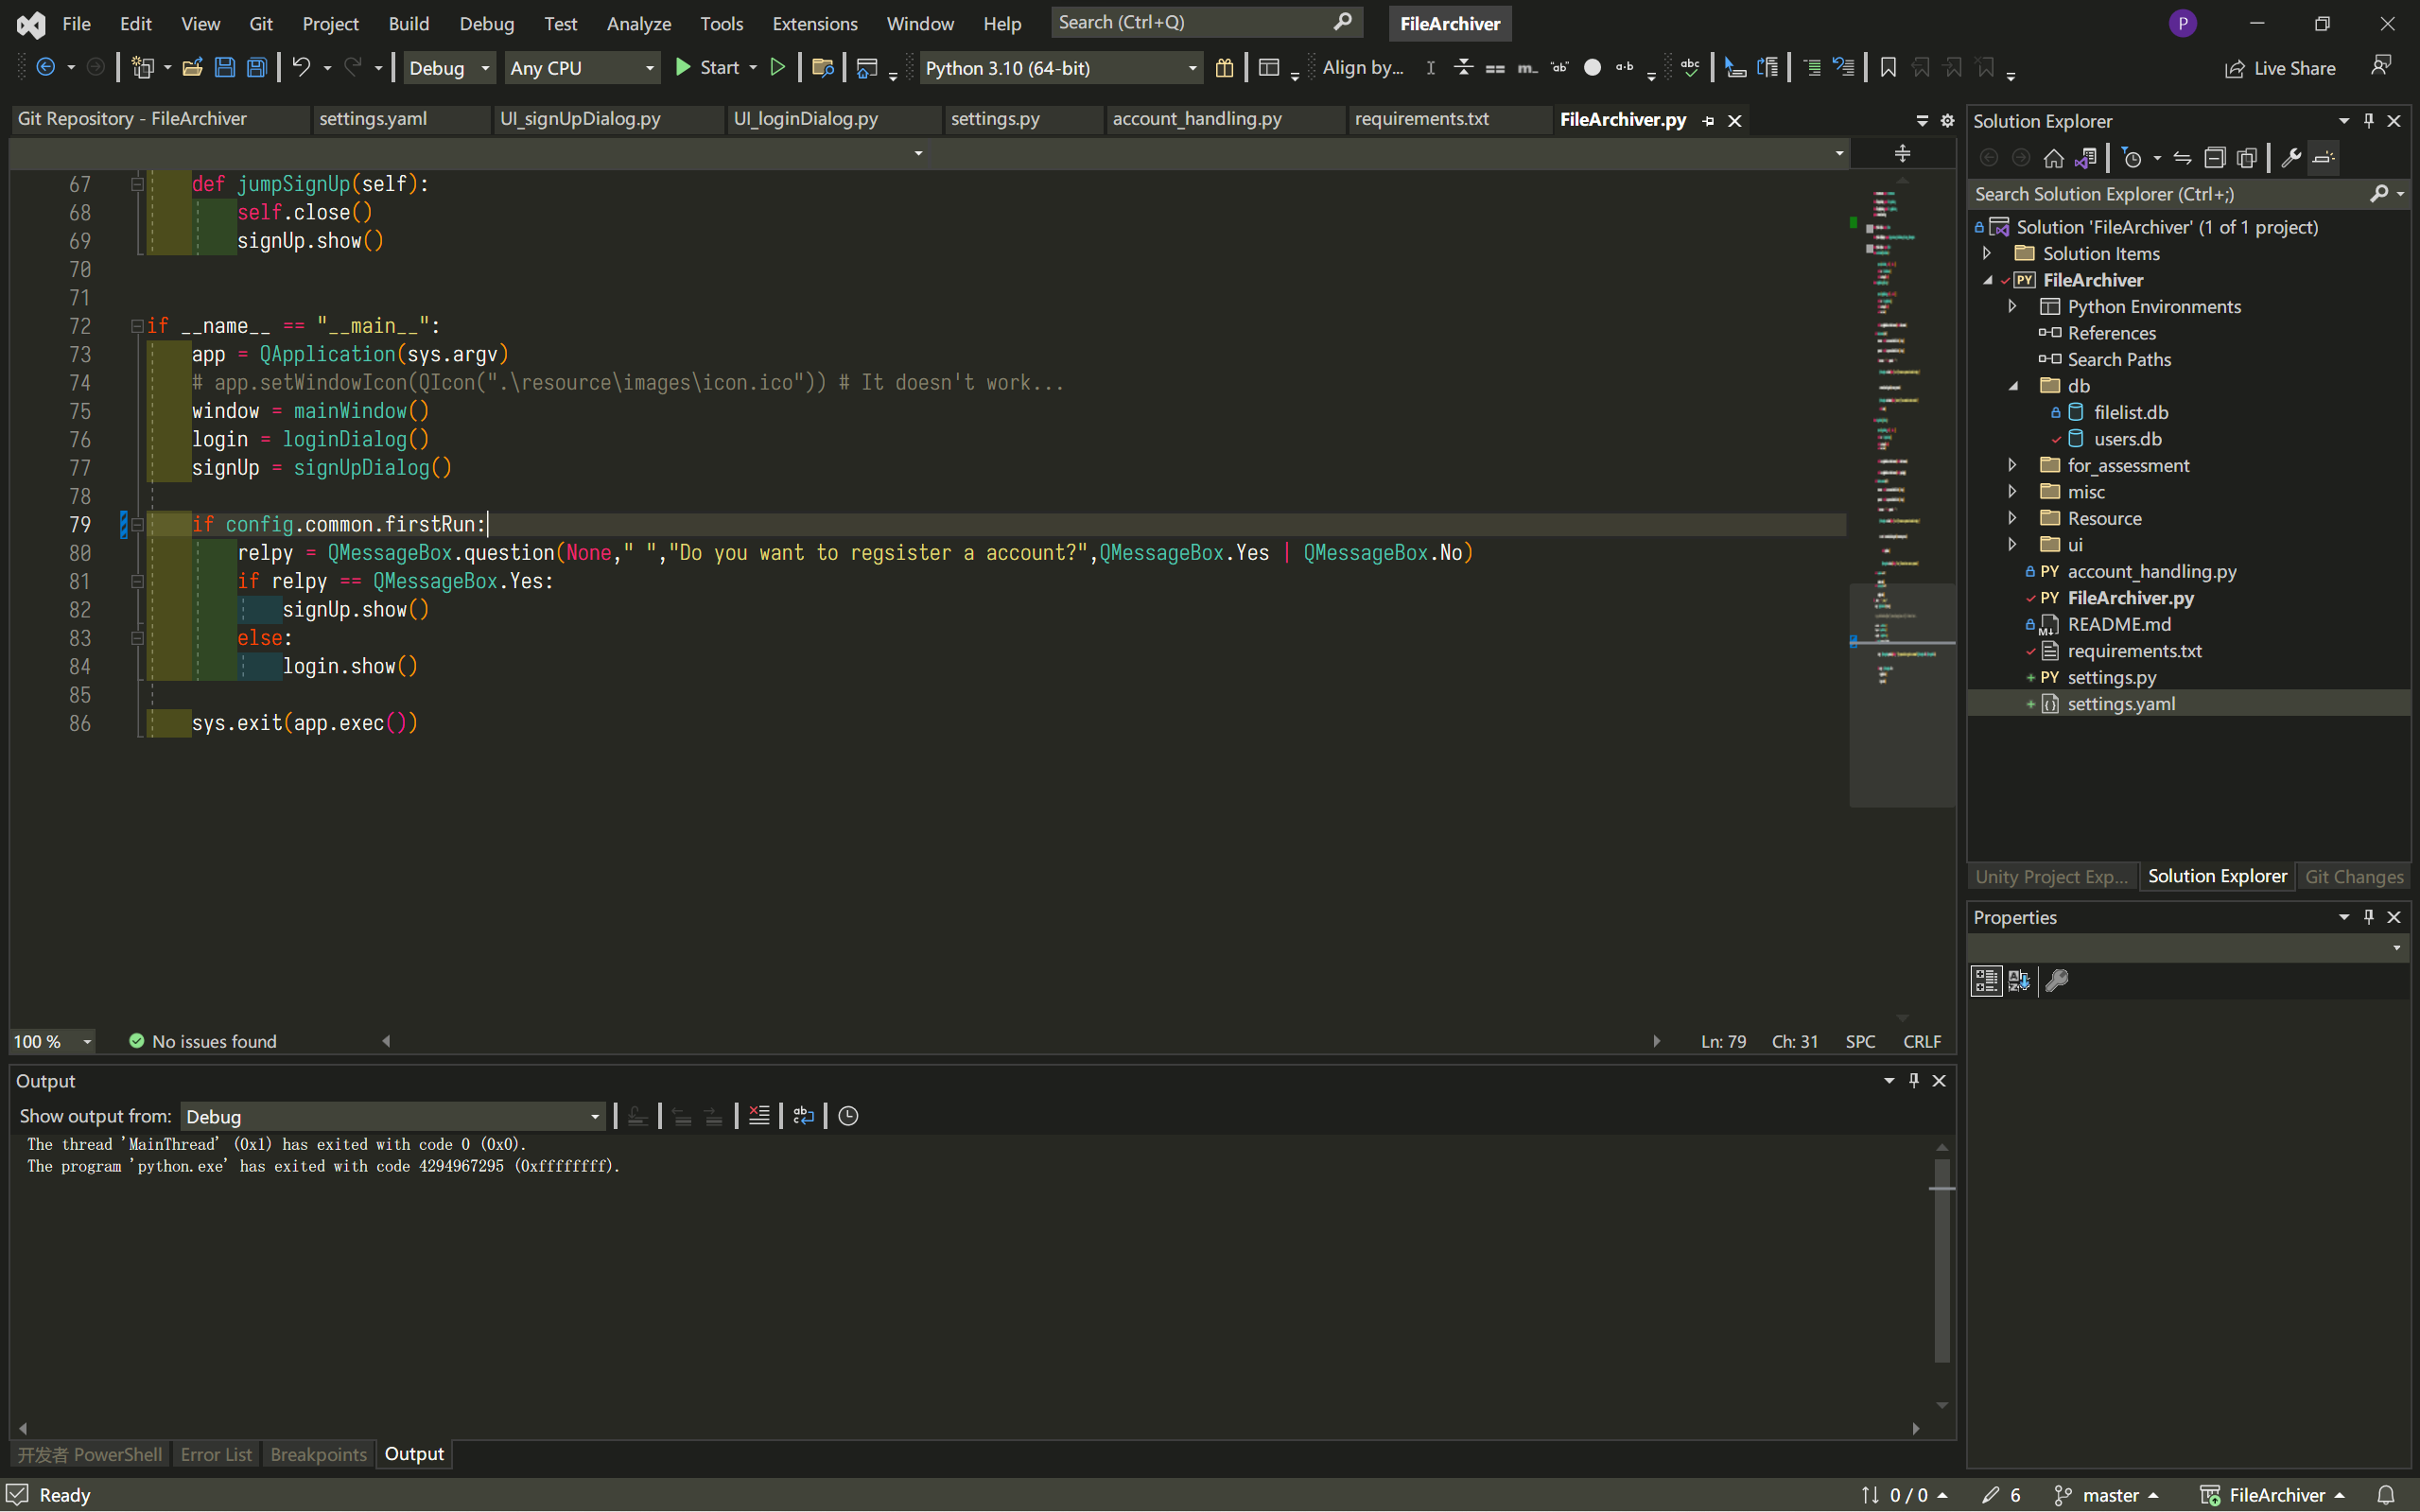 File Edit View Git Project Build Debug Test Analyze Tools Extensions Window Help Search (Ctrl+Q) FileArchiver P
Debug Any CPU Start Python 3.10 (64-bit) Align by... Live Share
Git Repository - FileArchiver settings.yaml UI_signUpDialog.py UI_loginDialog.py settings.py account_handling.py requirements.txt FileArchiver.py
67 def jumpSignUp(self):
68 self.close()
69 signUp.show()
70
71
72 if __name__ == "__main__":
73 app = QApplication(sys.argv)
74 # app.setWindowIcon(QIcon(".\resource\images\icon.ico")) # It doesn't work...
75 window = mainWindow()
76 login = loginDialog()
77 signUp = signUpDialog()
78
79 if config.common.firstRun:
80 relpy = QMessageBox.question(None," ","Do you want to regsister a account?",QMessageBox.Yes | QMessageBox.No)
81 if relpy == QMessageBox.Yes:
82 signUp.show()
83 else:
84 login.show()
85
86 sys.exit(app.exec())
100 % No issues found Ln: 79 Ch: 31 SPC CRLF
Output
Show output from: Debug
The thread 'MainThread' (0x1) has exited with code 0 (0x0).
The program 'python.exe' has exited with code 4294967295 (0xffffffff).
开发者 PowerShell Error List Breakpoints Output
Solution Explorer
Search Solution Explorer (Ctrl+;)
Solution 'FileArchiver' (1 of 1 project)
Solution Items
PY FileArchiver
Python Environments
References
Search Paths
db
filelist.db
users.db
for_assessment
misc
Resource
ui
PY account_handling.py
PY FileArchiver.py
README.md
requirements.txt
PY settings.py
settings.yaml
Unity Project Exp... Solution Explorer Git Changes
Properties
Ready 0 / 0 6 master FileArchiver